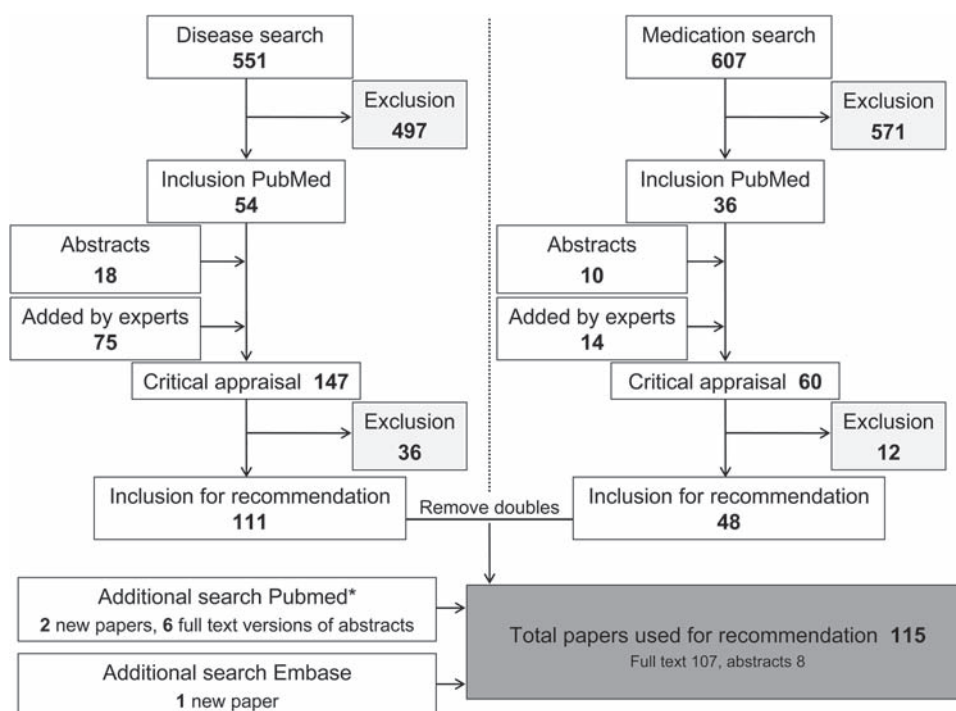 Disease search
551
Medication search
607
Exclusion
497
Exclusion
571
Inclusion PubMed
54
Inclusion PubMed
36
Abstracts
18
Abstracts
10
Added by experts
75
Added by experts
14
Critical appraisal 147
Critical appraisal 60
Exclusion
36
Exclusion
12
Inclusion for recommendation
111
Remove doubles
Inclusion for recommendation
48
Additional search Pubmed*
2 new papers, 6 full text versions of abstracts
Total papers used for recommendation 115
Full text 107, abstracts 8
Additional search Embase
1 new paper